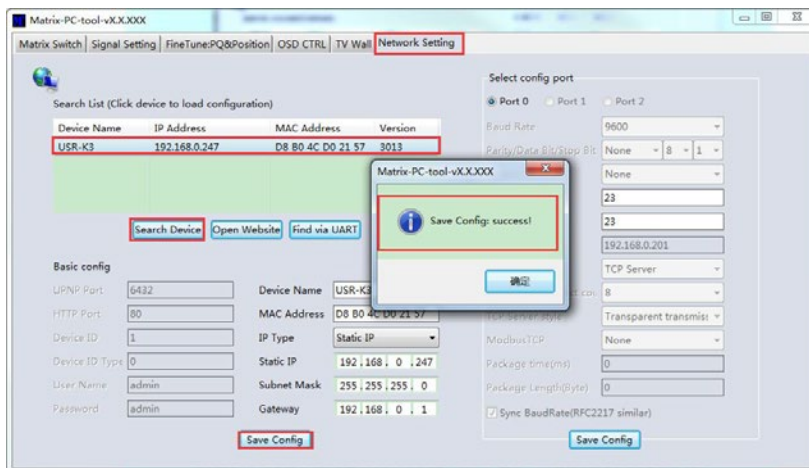 Matrix-PC-tool-vX.X.XXX
Matrix Switch Signal Setting FineTune:PQ&Position OSD CTRL TV Wall Network Setting
Search List (Click device to load configuration)
Device Name IP Address MAC Address Version
USR-K3 192.168.0.247 D8 B0 4C D0 21 57 3013
Search Device Open Website Find via UART
Basic config
UPNP Port 6432 Device Name USR-K3
HTTP Port 80 MAC Address D8 B0 4C D0 21 57
Device ID 1 IP Type Static IP
Device ID Type 0 Static IP 192 . 168 . 0 . 247
User Name admin Subnet Mask 255 . 255 . 255 . 0
Password admin Gateway 192 . 168 . 0 . 1
Save Config
Matrix-PC-tool-vX.X.XXX
Save Config: success!
确定
Select config port
Port 0 Port 1 Port 2
Baud Rate 9600
Parity/Data Bit/Stop Bit None 8 1
None
23
23
192.168.0.201
TCP Server
8
TCP Server style Transparent transmis
ModbusTCP None
Package time(ms) 0
Package Length(Byte) 0
Sync BaudRate(RFC2217 similar)
Save Config